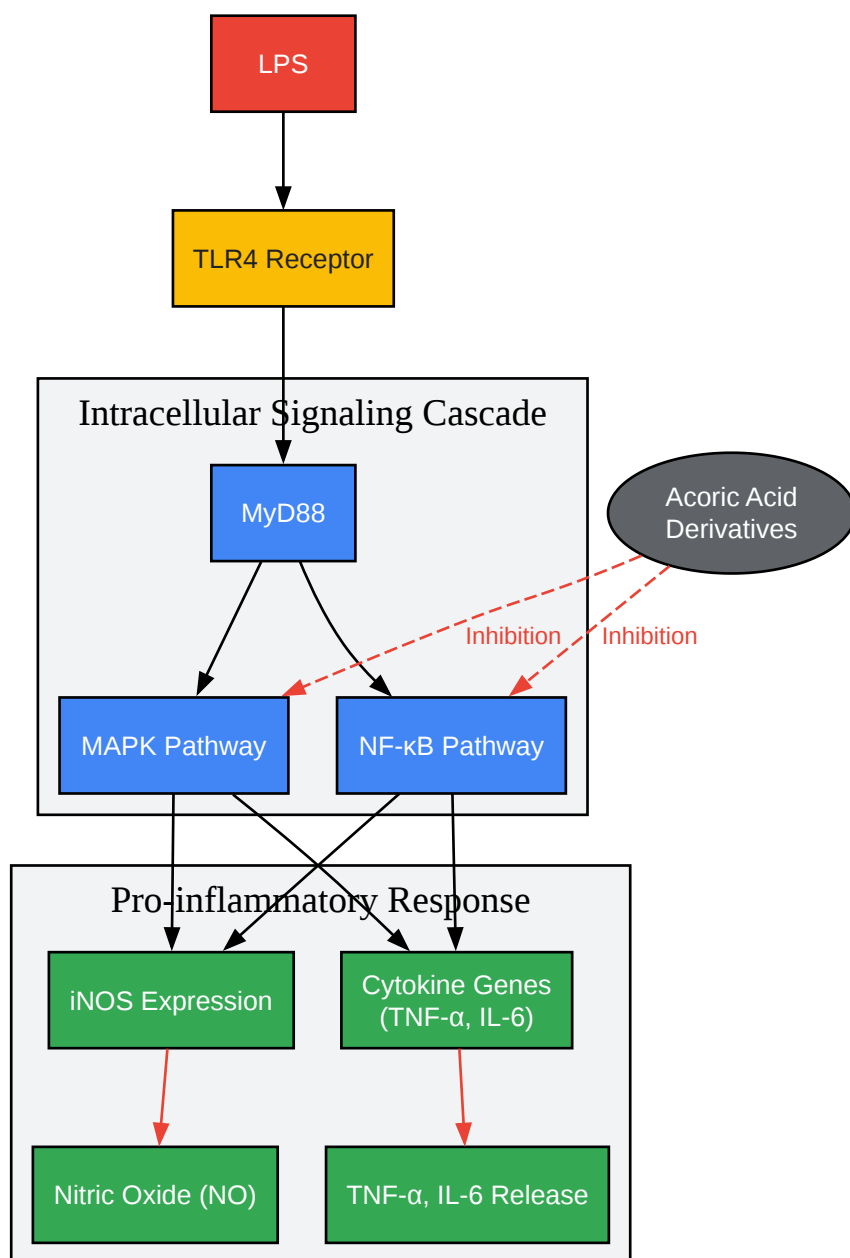 LPS
TLR4 Receptor
Intracellular Signaling Cascade
MyD88
Acoric Acid
Derivatives
Inhibition
Inhibition
MAPK Pathway
NF-κB Pathway
Pro-inflammatory Response
iNOS Expression
Cytokine Genes
(TNF-α, IL-6)
Nitric Oxide (NO)
TNF-α, IL-6 Release